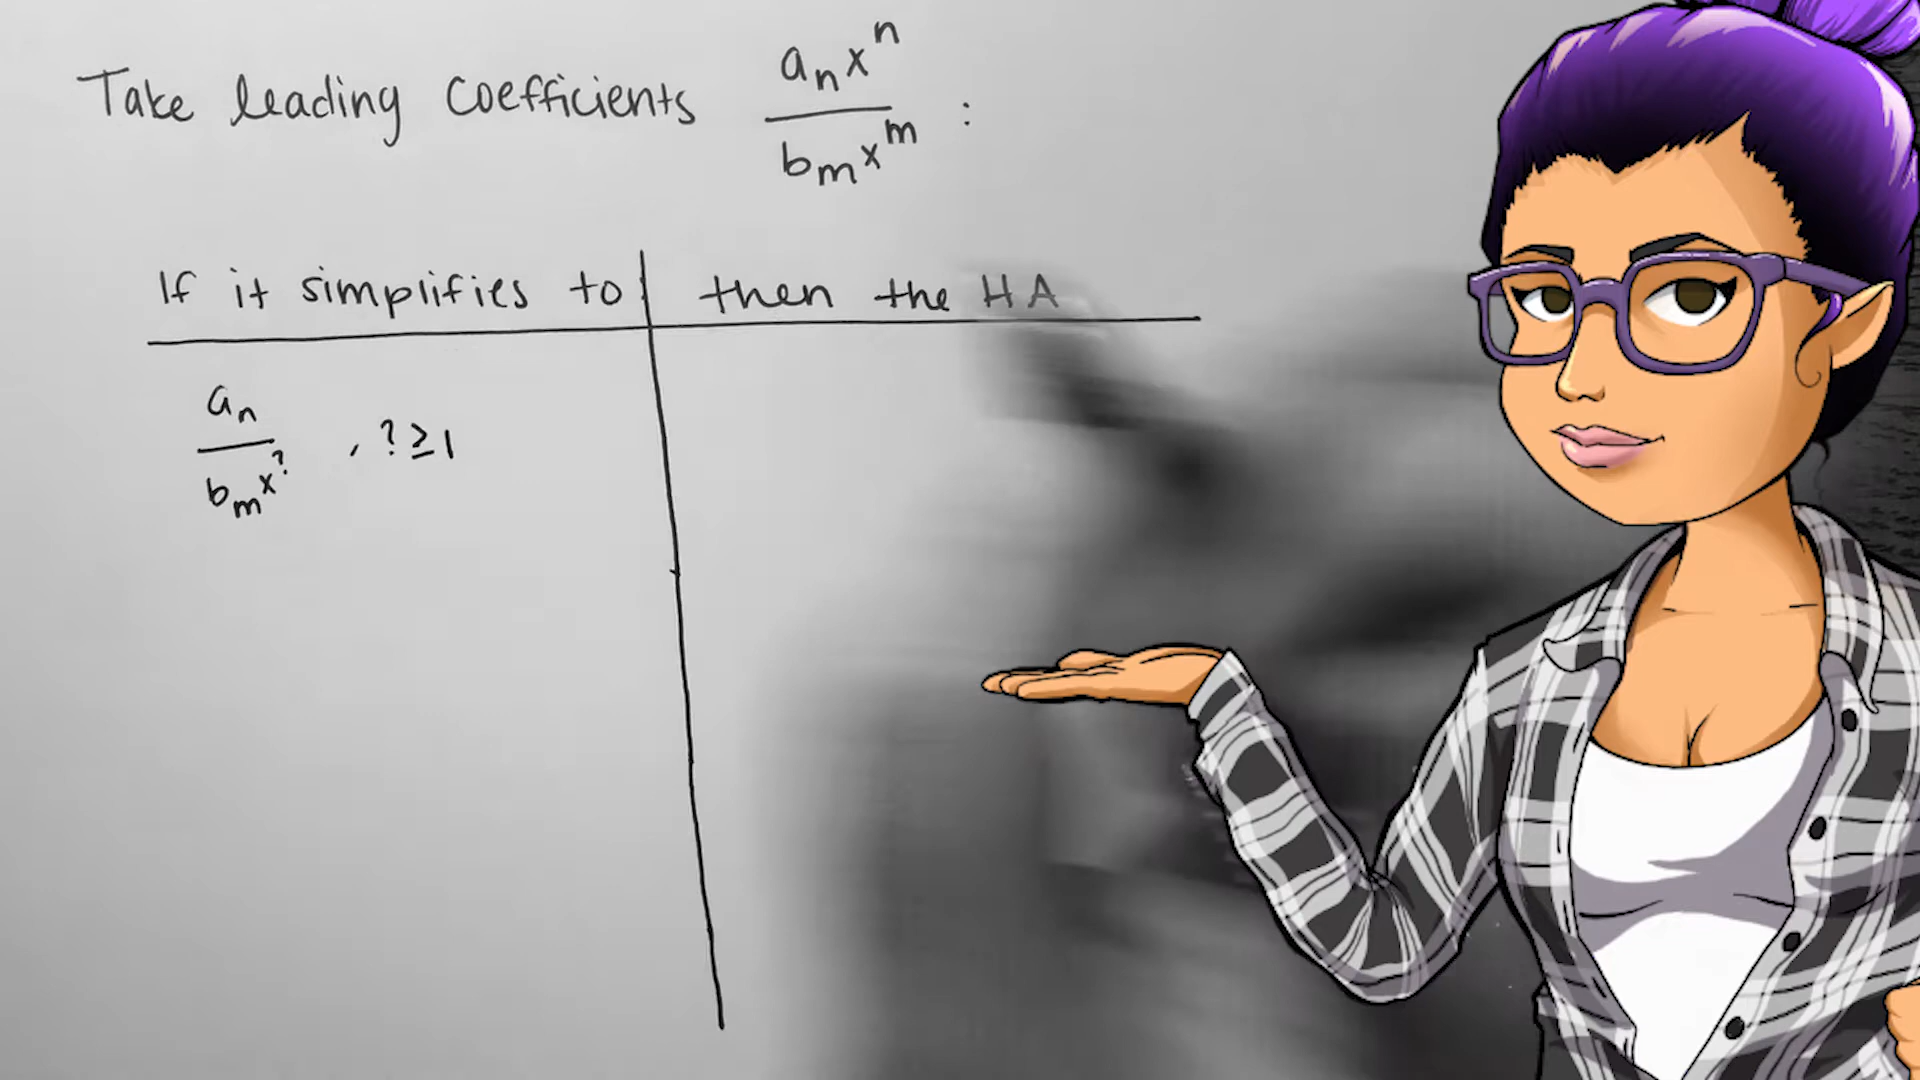 Take leading coefficients aₙxⁿ / bₘxᵐ :
If it simplifies to then the HA
aₙ / bₘx^? , ? ≥ 1